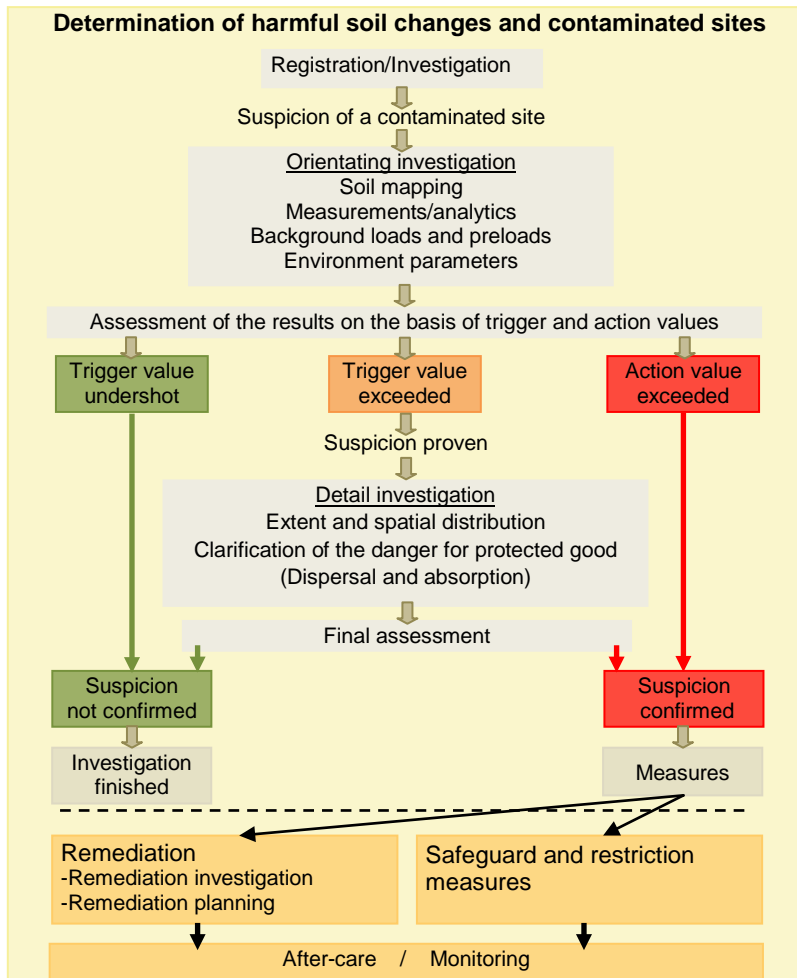 Determination of harmful soil changes and contaminated sites
Registration/Investigation
Suspicion of a contaminated site
Orientating investigation
Soil mapping
Measurements/analytics
Background loads and preloads
Environment parameters
Assessment of the results on the basis of trigger and action values
Trigger value
undershot
Trigger value
exceeded
Action value
exceeded
Suspicion proven
Detail investigation
Extent and spatial distribution
Clarification of the danger for protected good
(Dispersal and absorption)
Final assessment
Suspicion
not confirmed
Suspicion
confirmed
Investigation
finished
Measures
Remediation
-Remediation investigation
-Remediation planning
Safeguard and restriction
measures
After-care / Monitoring